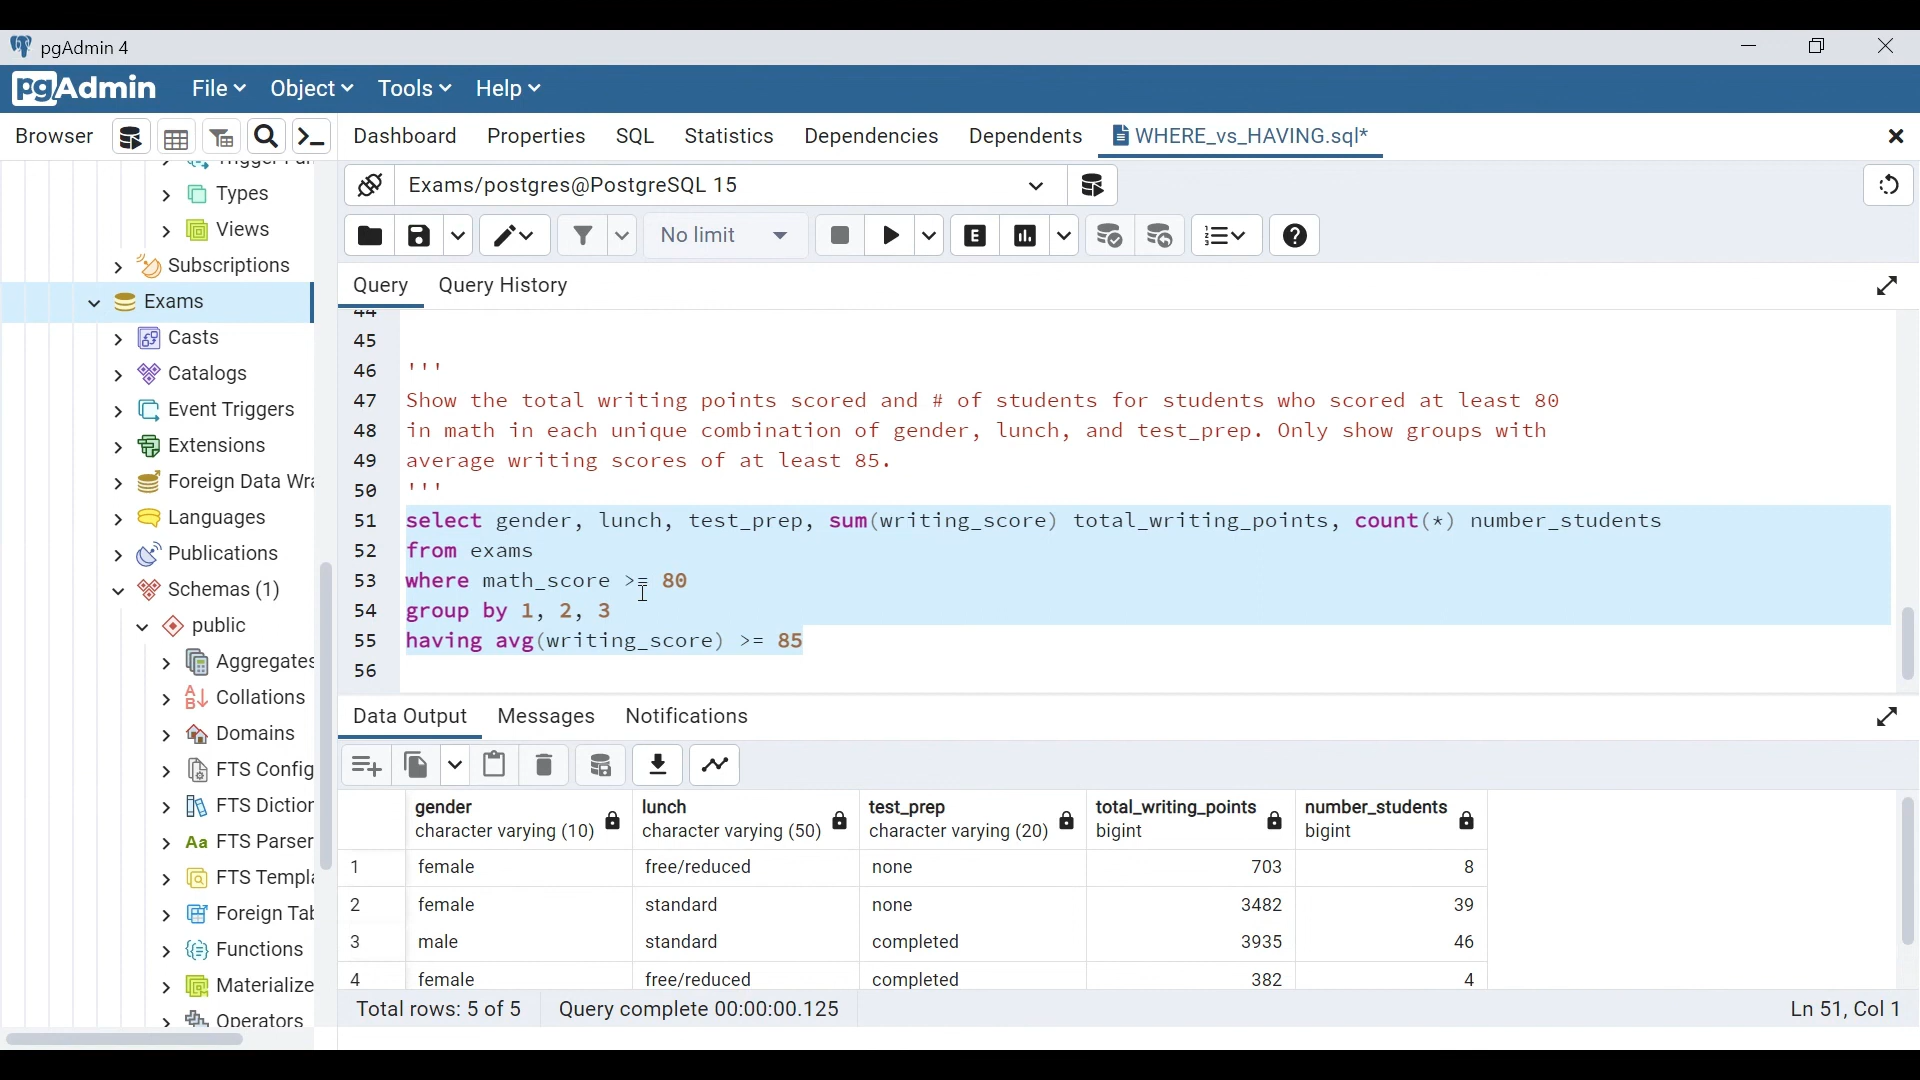 pgAdmin 4
pgAdmin File Object Tools Help
Browser Dashboard Properties SQL Statistics Dependencies Dependents WHERE_vs_HAVING.sql*
Types
Views
Subscriptions
Exams
Casts
Catalogs
Event Triggers
Extensions
Foreign Data Wra
Languages
Publications
Schemas (1)
public
Aggregates
Collations
Domains
FTS Config
FTS Diction
FTS Parser
FTS Templa
Foreign Tab
Functions
Materialize
Operators
Exams/postgres@PostgreSQL 15
No limit
Query Query History
44
45
46 '''
47 Show the total writing points scored and # of students for students who scored at least 80
48 in math in each unique combination of gender, lunch, and test_prep. Only show groups with
49 average writing scores of at least 85.
50 '''
51 select gender, lunch, test_prep, sum(writing_score) total_writing_points, count(*) number_students
52 from exams
53 where math_score >= 80
54 group by 1, 2, 3
55 having avg(writing_score) >= 85
56
Data Output Messages Notifications
gender lunch test_prep total_writing_points number_students
character varying (10) character varying (50) character varying (20) bigint bigint
1 female free/reduced none 703 8
2 female standard none 3482 39
3 male standard completed 3935 46
4 female free/reduced completed 382 4
Total rows: 5 of 5 Query complete 00:00:00.125 Ln 51, Col 1